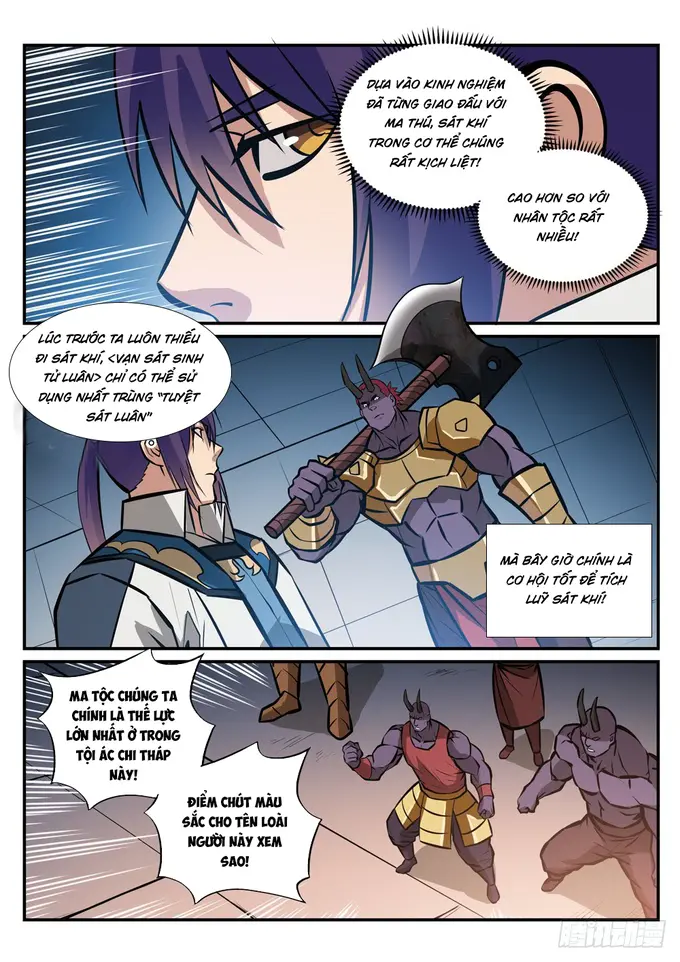 DỰA VÀO KINH NGHIỆM
ĐÃ TỪNG GIAO ĐẤU VỚI
MA THÚ, SÁT KHÍ
TRONG CƠ THỂ CHÚNG
RẤT KỊCH LIỆT!
CAO HƠN SO VỚI
NHÂN TỘC RẤT
NHIỀU!
LÚC TRƯỚC TA LUÔN THIẾU
ĐI SÁT KHÍ, <VẠN SÁT SINH
TỬ LUÂN> CHỈ CÓ THỂ SỬ
DỤNG NHẤT TRÙNG "TUYỆT
SÁT LUÂN"
MÀ BÂY GIỜ CHÍNH LÀ
CƠ HỘI TỐT ĐỂ TÍCH
LUỸ SÁT KHÍ!
MA TỘC CHÚNG TA
CHÍNH LÀ THẾ LỰC
LỚN NHẤT Ở TRONG
TỘI ÁC CHI THÁP
NÀY!
ĐIỂM CHÚT MÀU
SẮC CHO TÊN LOÀI
NGƯỜI NÀY XEM
SAO!